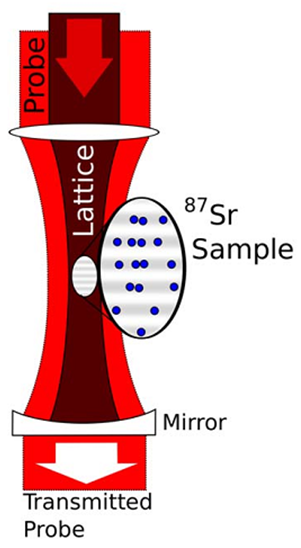 Probe
Lattice
⁸⁷Sr
Sample
Mirror
Transmitted
Probe